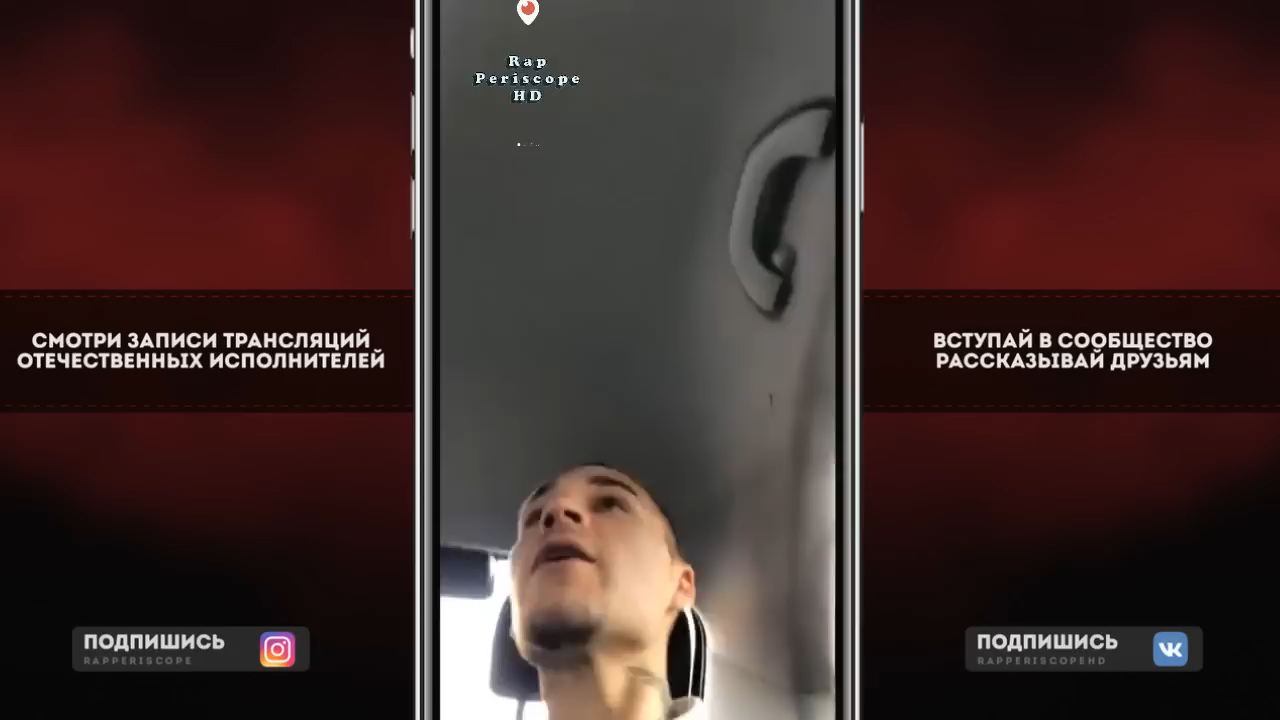 Rap
Periscope
HD
СМОТРИ ЗАПИСИ ТРАНСЛЯЦИЙ
ОТЕЧЕСТВЕННЫХ ИСПОЛНИТЕЛЕЙ
ВСТУПАЙ В СООБЩЕСТВО
РАССКАЗЫВАЙ ДРУЗЬЯМ
ПОДПИШИСЬ
RAPPERISCOPE
ПОДПИШИСЬ
RAPPERISCOPEHD